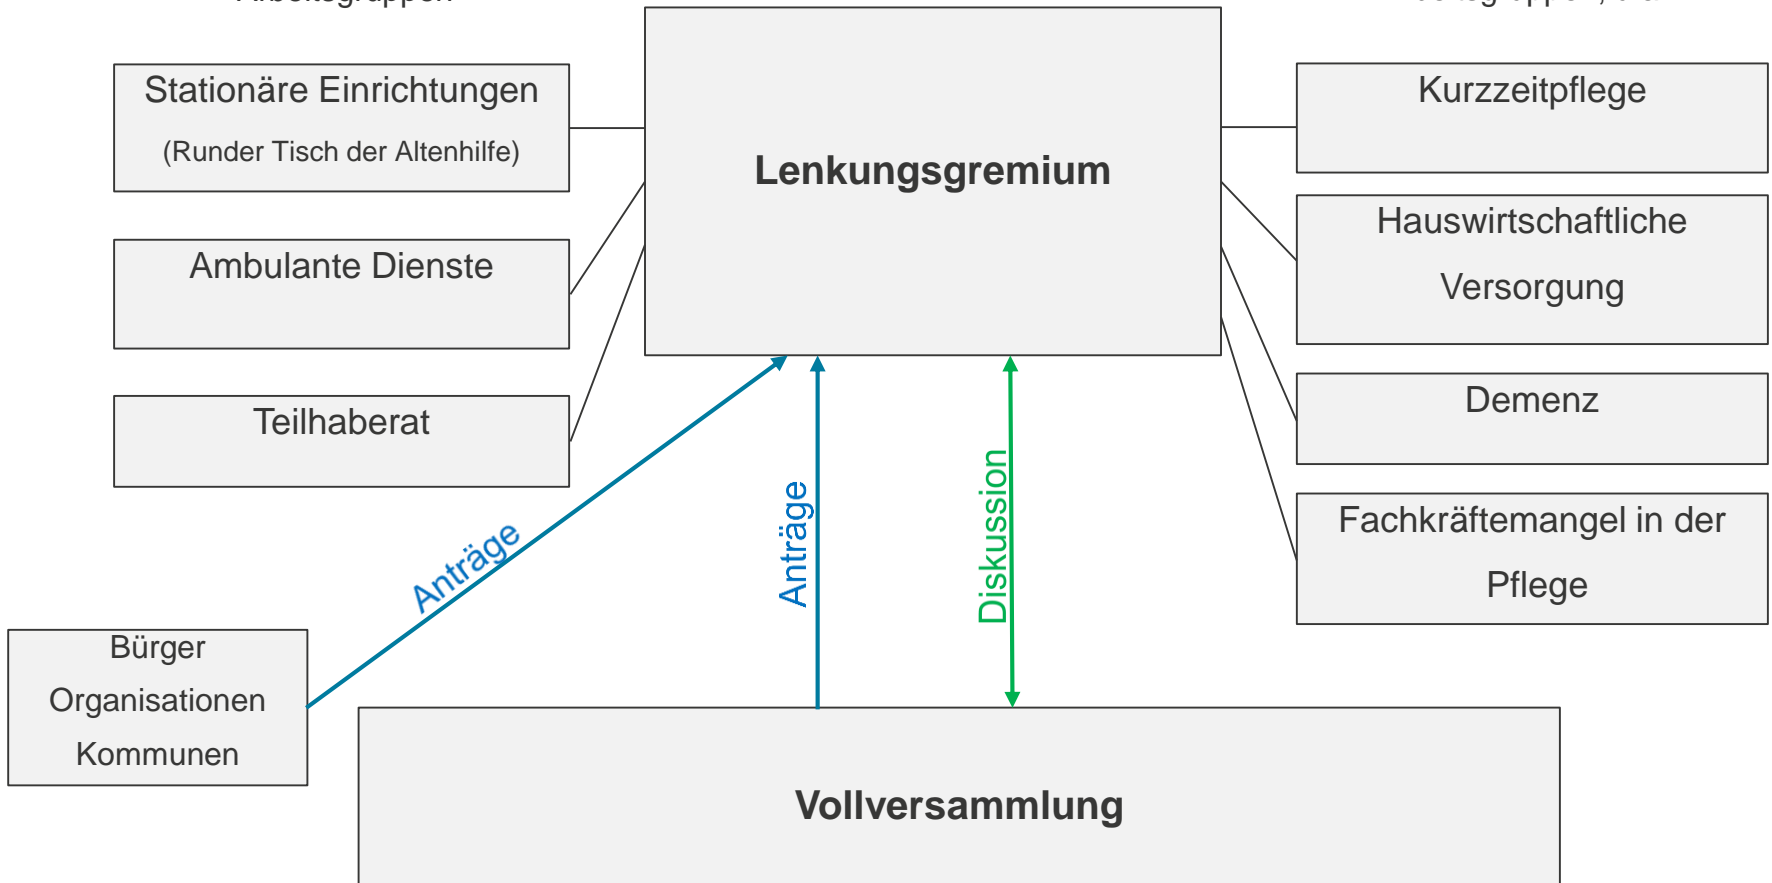 Arbeitsgruppen
Stationäre Einrichtungen
(Runder Tisch der Altenhilfe)
Ambulante Dienste
Teilhaberat
Lenkungsgremium
Kurzzeitpflege
Hauswirtschaftliche
Versorgung
Demenz
Fachkräftemangel in der
Pflege
Anträge
Anträge
Diskussion
Bürger
Organisationen
Kommunen
Vollversammlung